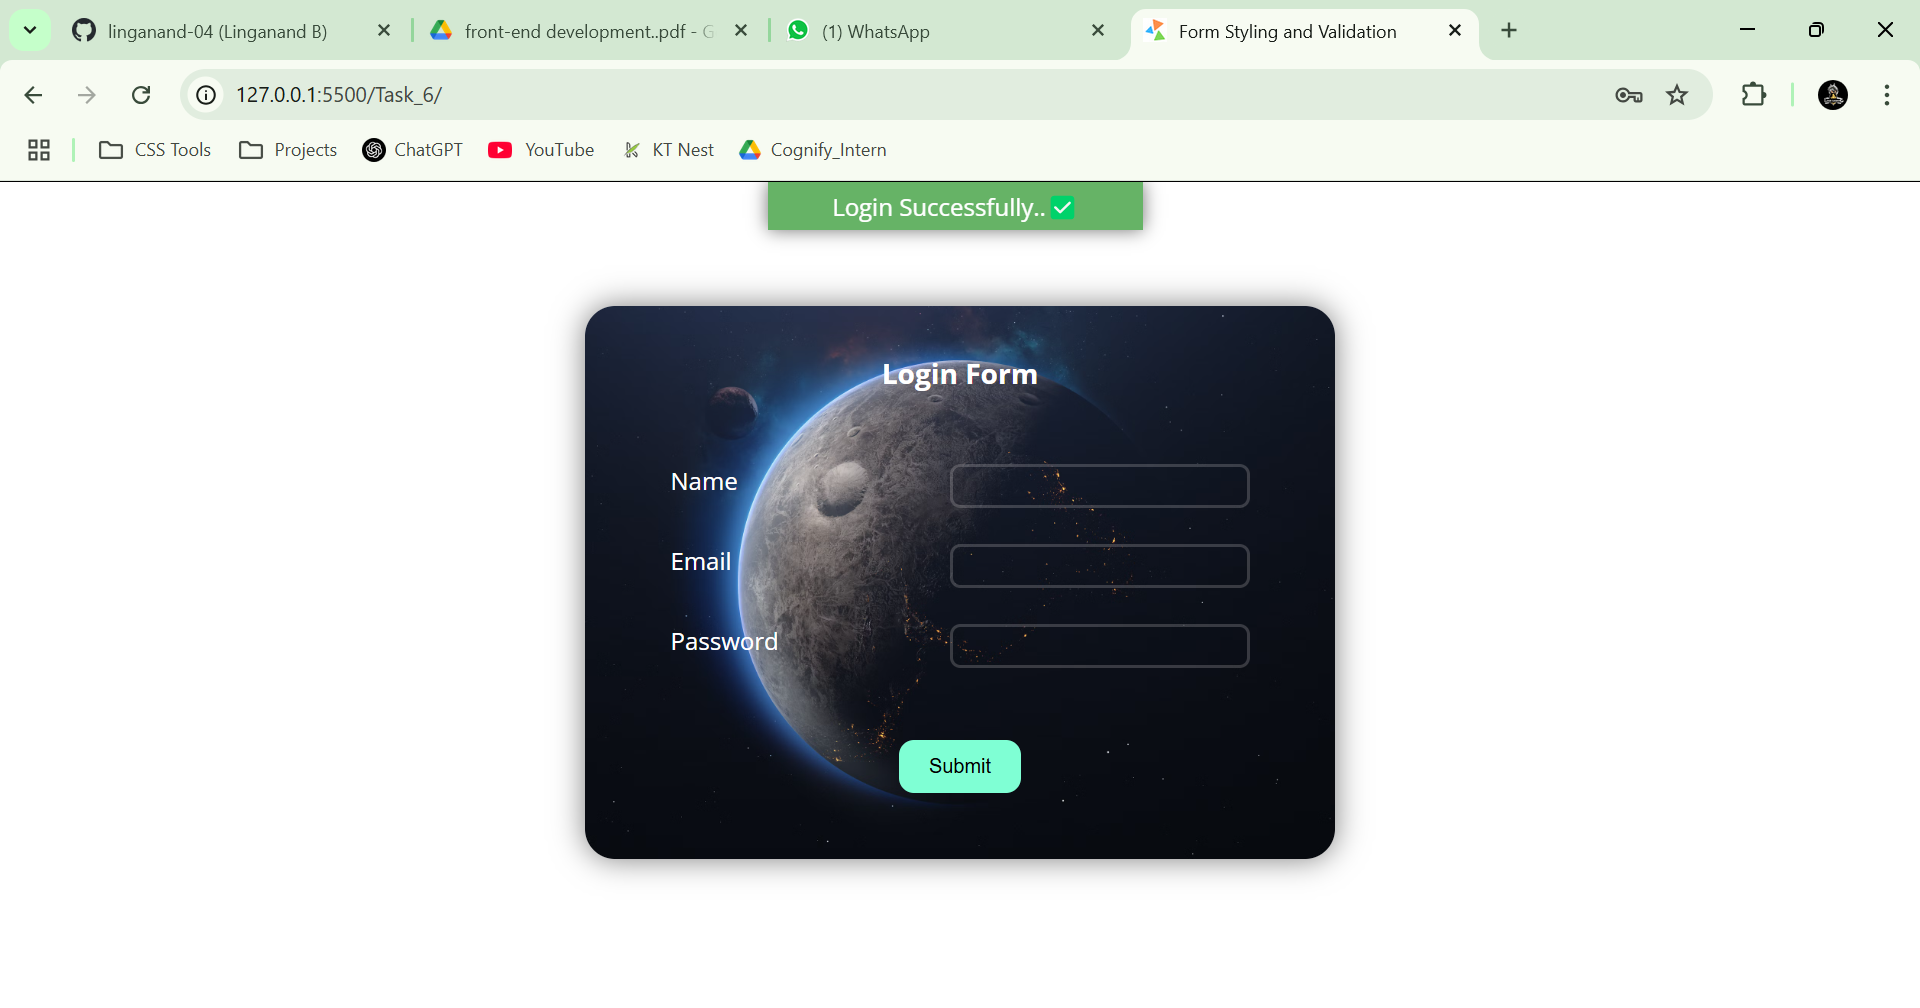 linganand-04 (Linganand B)
front-end development..pdf - G
(1) WhatsApp
Form Styling and Validation
127.0.0.1:5500/Task_6/
CSS Tools
Projects
ChatGPT
YouTube
KT Nest
Cognify_Intern
Login Successfully.. ✅
Login Form
Name
Email
Password
Submit